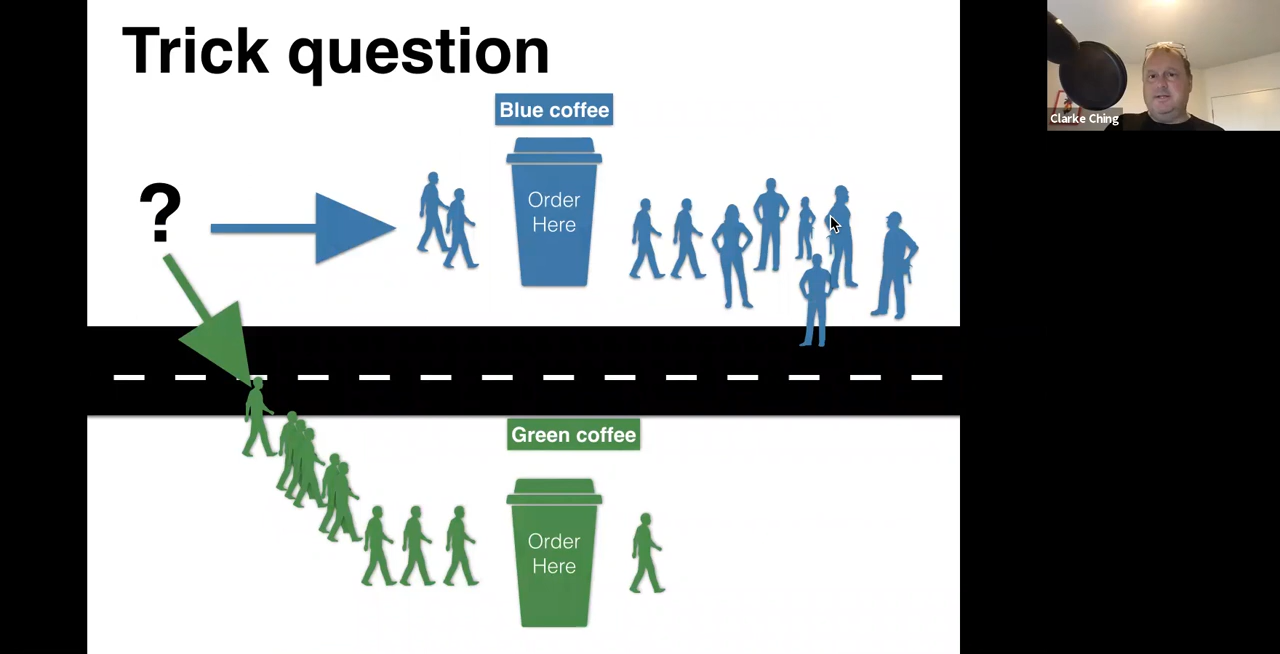 Trick question
Blue coffee
?
Order
Here
Green coffee
Order
Here
Clarke Ching